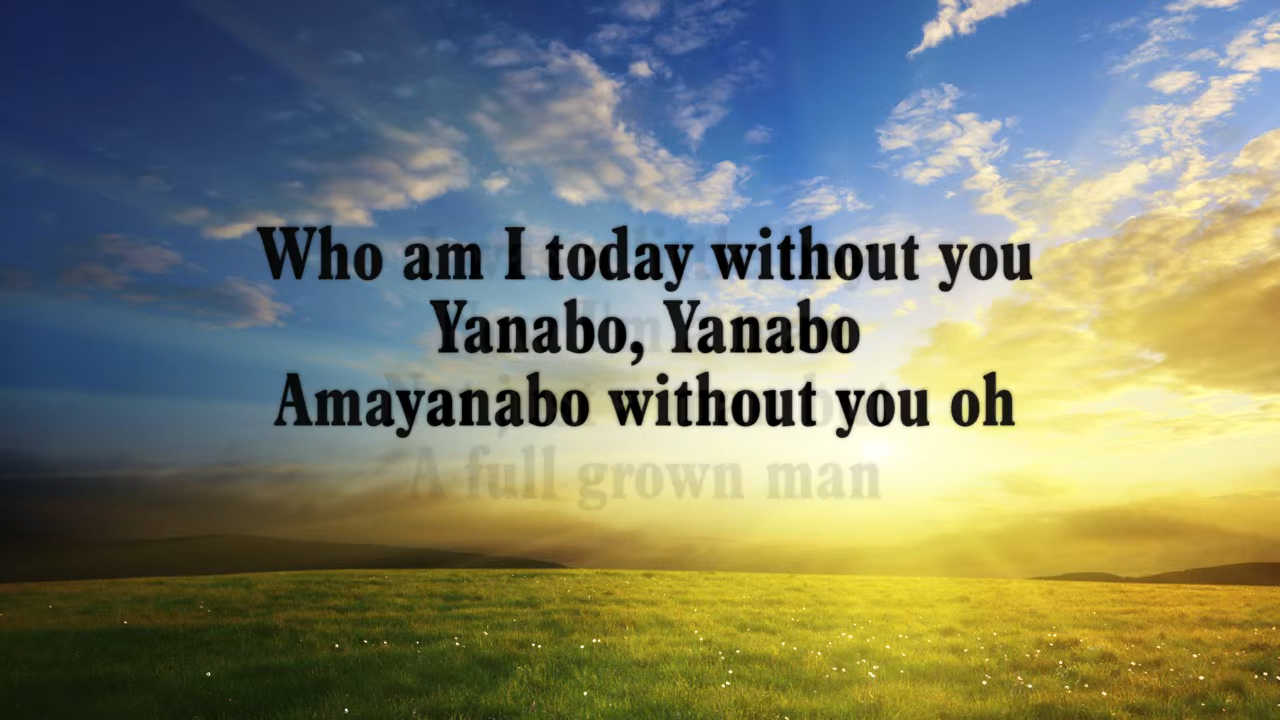 Who am I today without you
Yanabo, Yanabo
Amayanabo without you oh
A full grown man